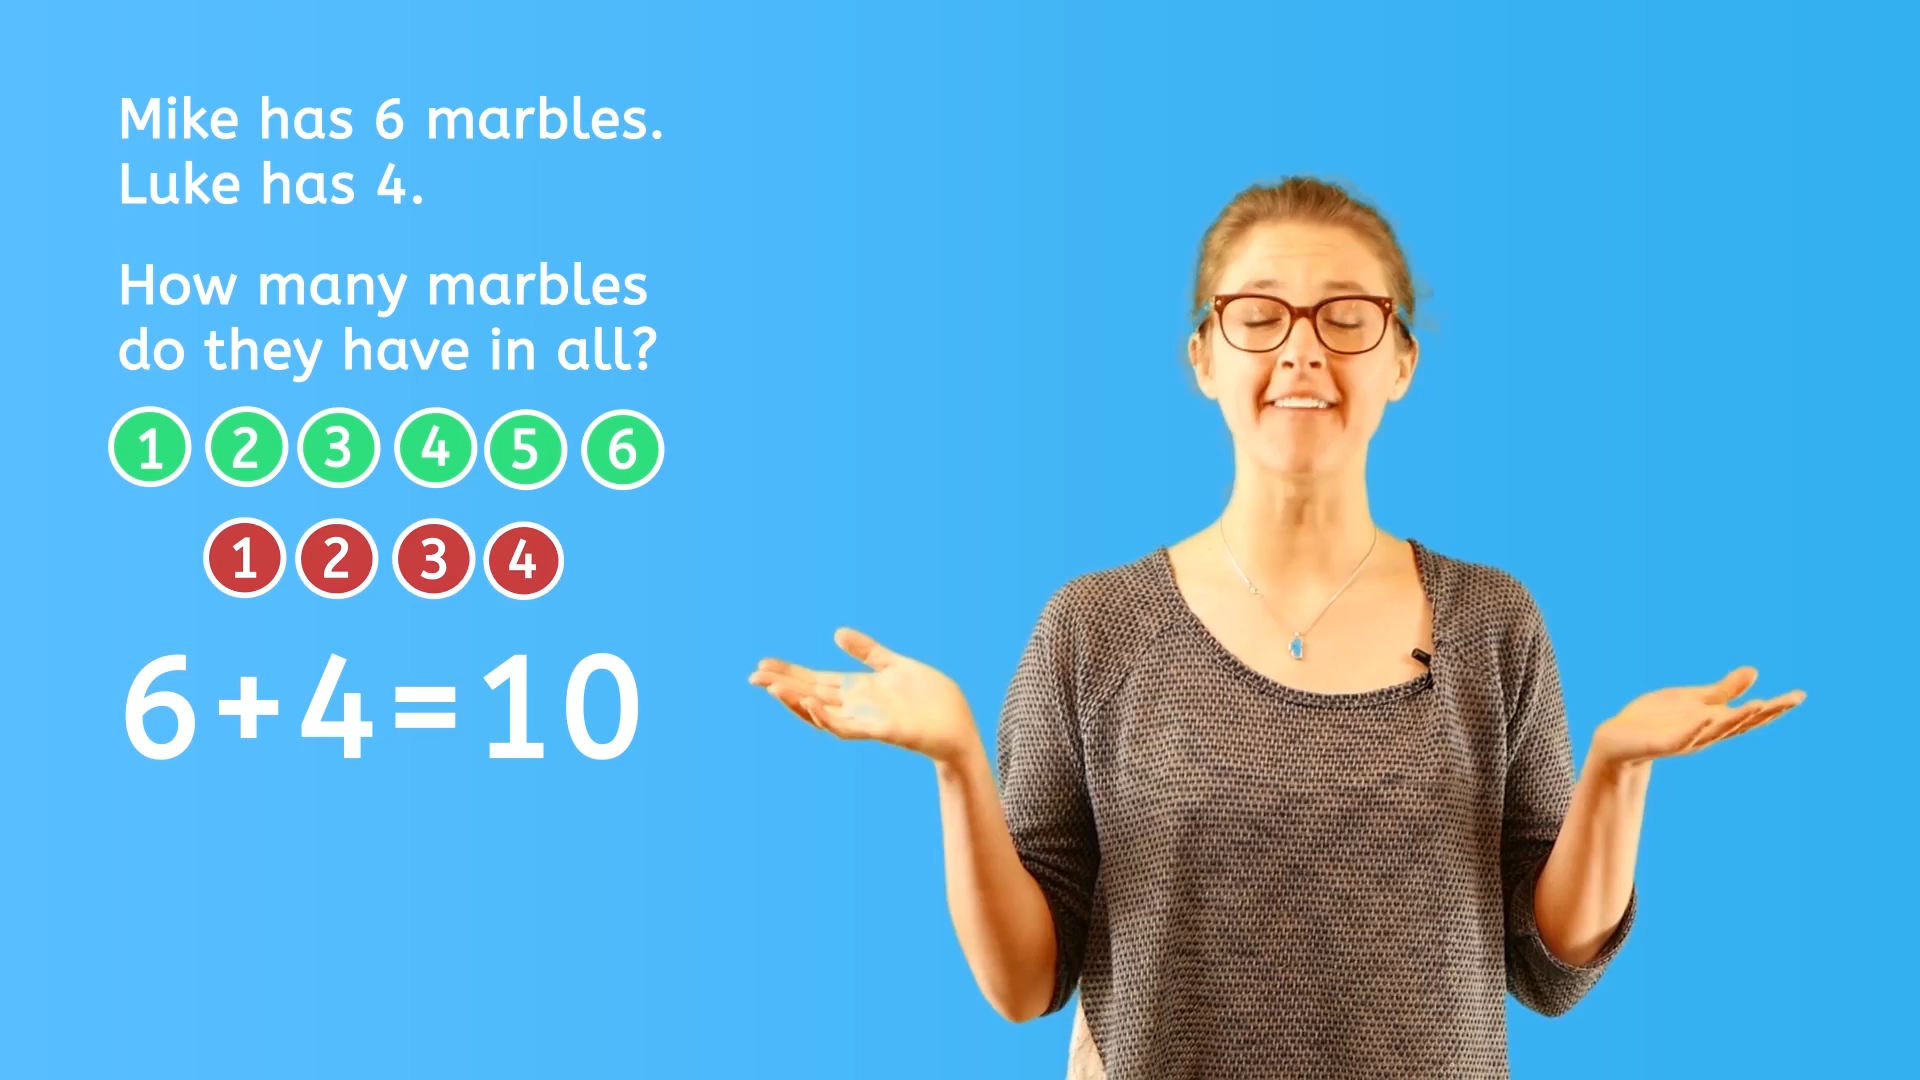 Mike has 6 marbles.
Luke has 4.
How many marbles
do they have in all?
1 2 3 4 5 6
1 2 3 4
6+4=10